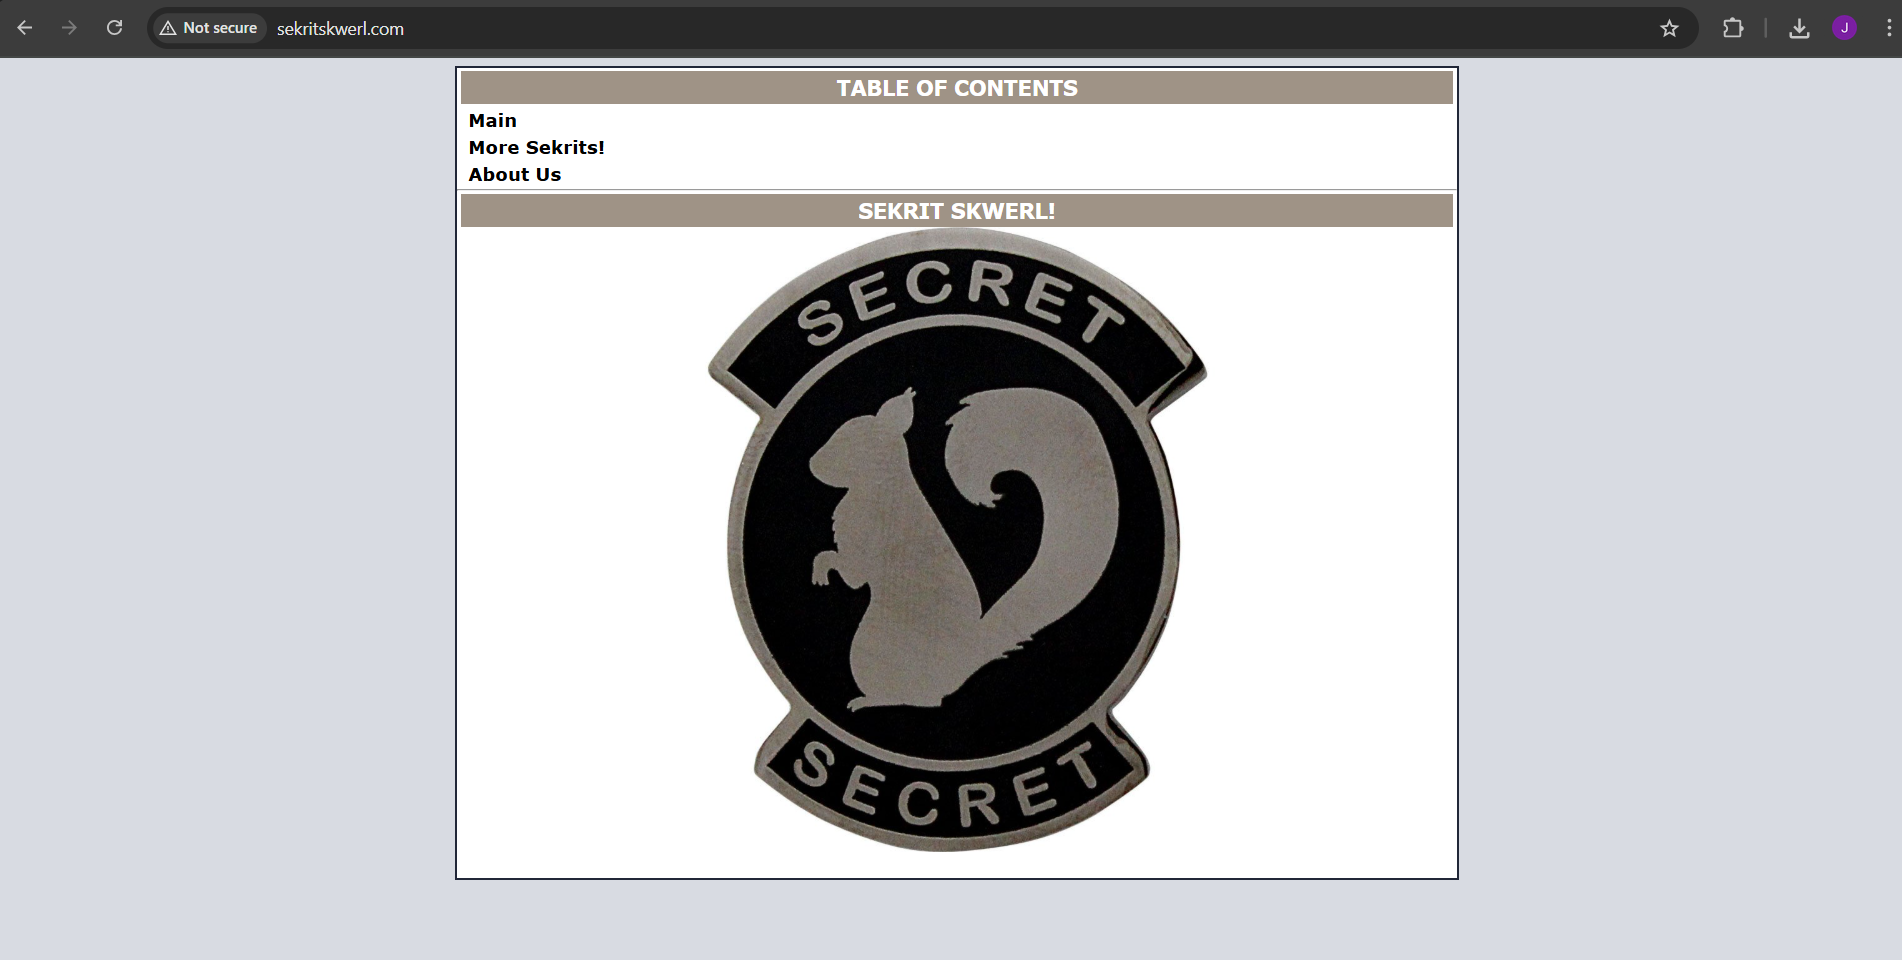 Not secure
sekritskwerl.com
J
TABLE OF CONTENTS
Main
More Sekrits!
About Us
SEKRIT SKWERL!
SECRET
SECRET